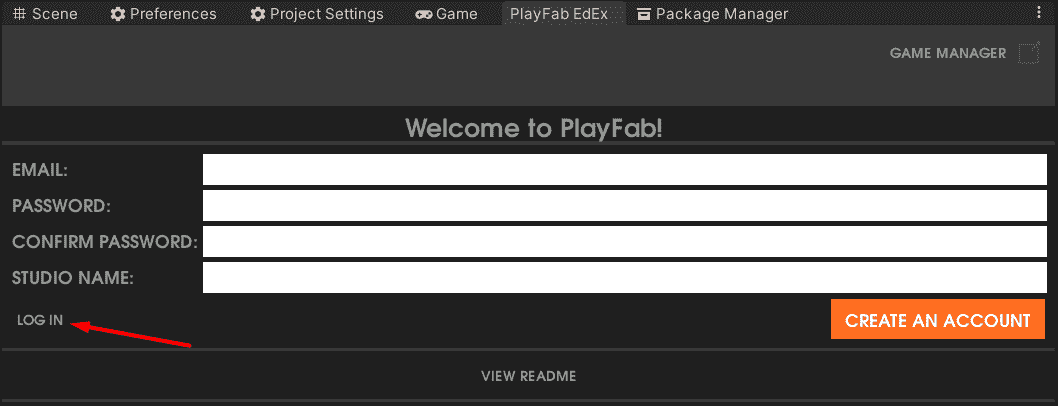 Scene Preferences Project Settings Game PlayFab EdEx Package Manager
GAME MANAGER
Welcome to PlayFab!
EMAIL:
PASSWORD:
CONFIRM PASSWORD:
STUDIO NAME:
LOG IN CREATE AN ACCOUNT
VIEW README